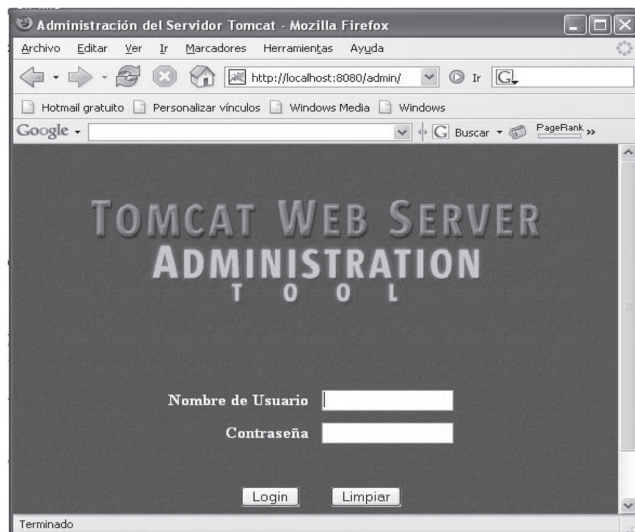 Administración del Servidor Tomcat - Mozilla Firefox
Archivo Editar Ver Ir Marcadores Herramientas Ayuda
http://localhost:8080/admin/ Ir G
Hotmail gratuito Personalizar vínculos Windows Media Windows
Google G Buscar PageRank »
TOMCAT WEB SERVER
ADMINISTRATION
TOOL
Nombre de Usuario
Contraseña
Login Limpiar
Terminado